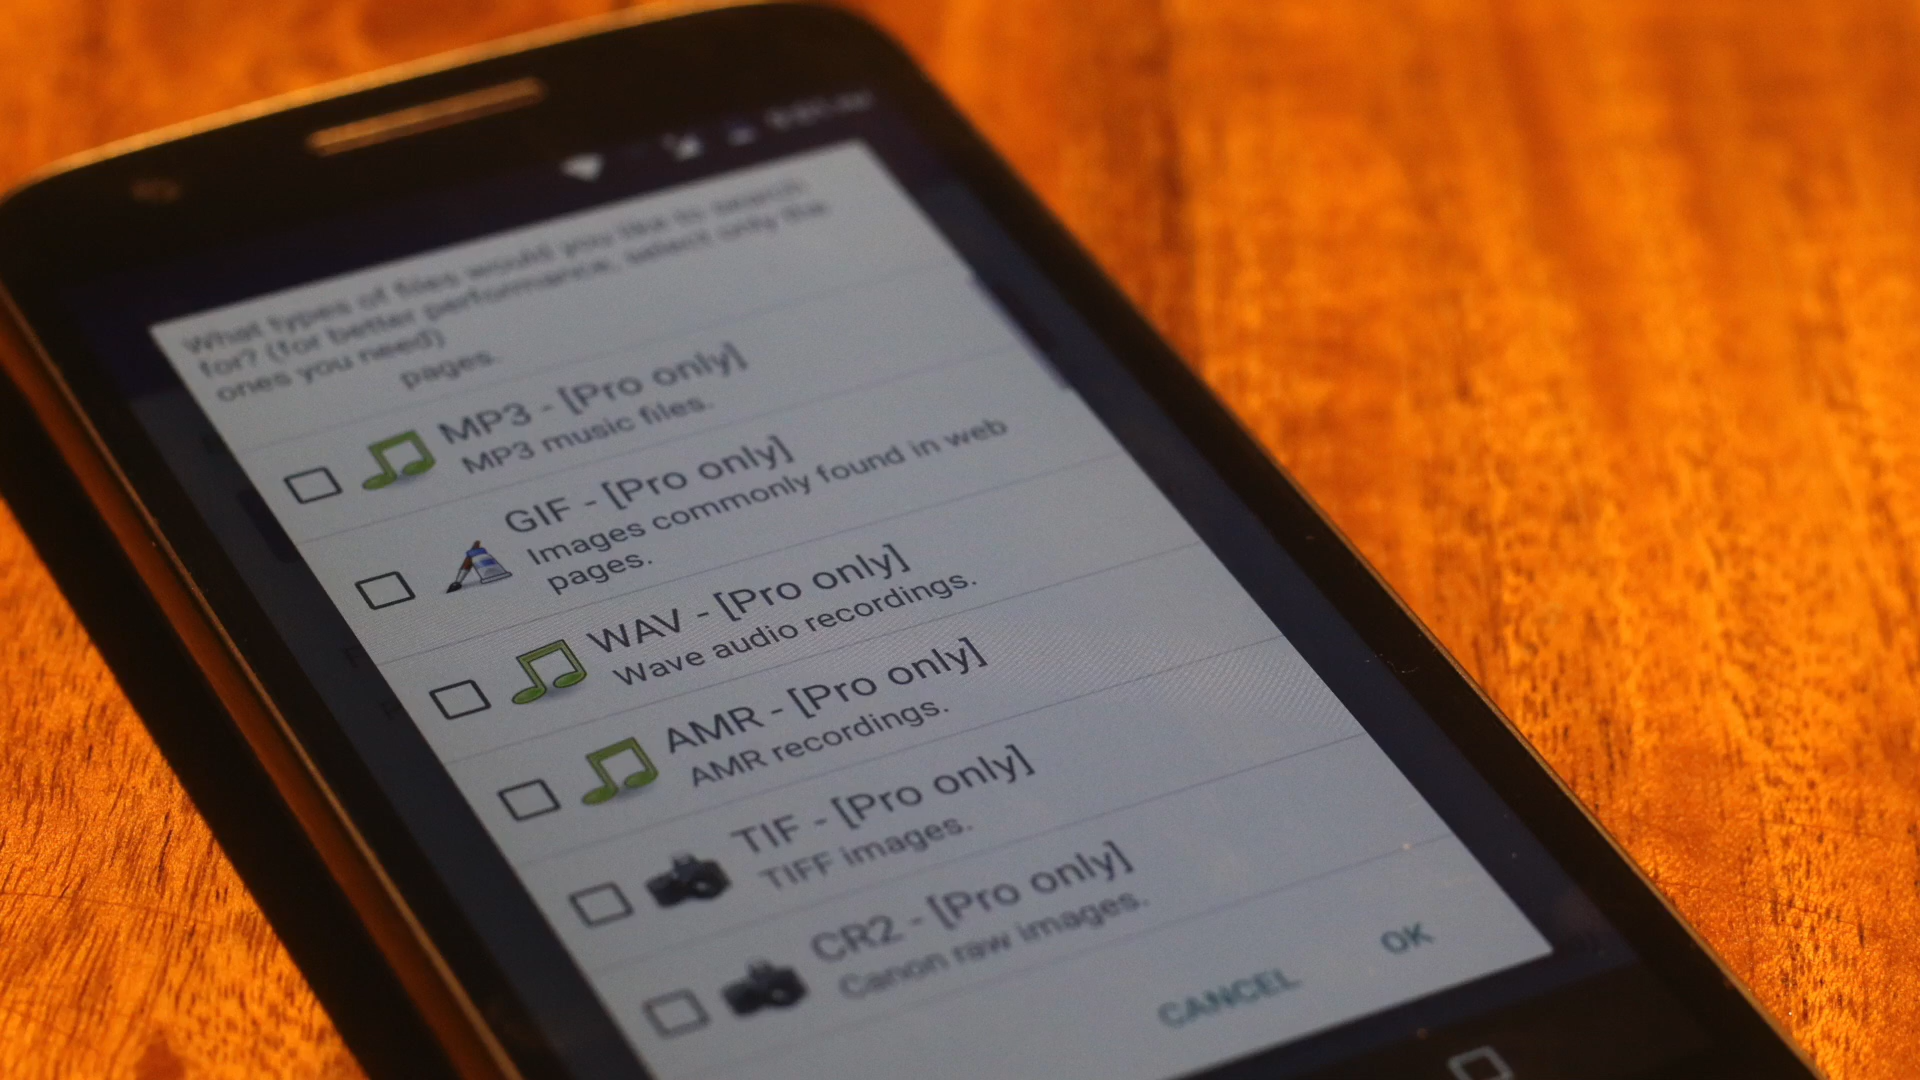 What types of files would you like to search
for? (for better performance, select only the
ones you need)
pages.
MP3 - [Pro only]
MP3 music files.
GIF - [Pro only]
Images commonly found in web
pages.
WAV - [Pro only]
Wave audio recordings.
AMR - [Pro only]
AMR recordings.
TIF - [Pro only]
TIFF images.
CR2 - [Pro only]
Canon raw images.
CANCEL
OK